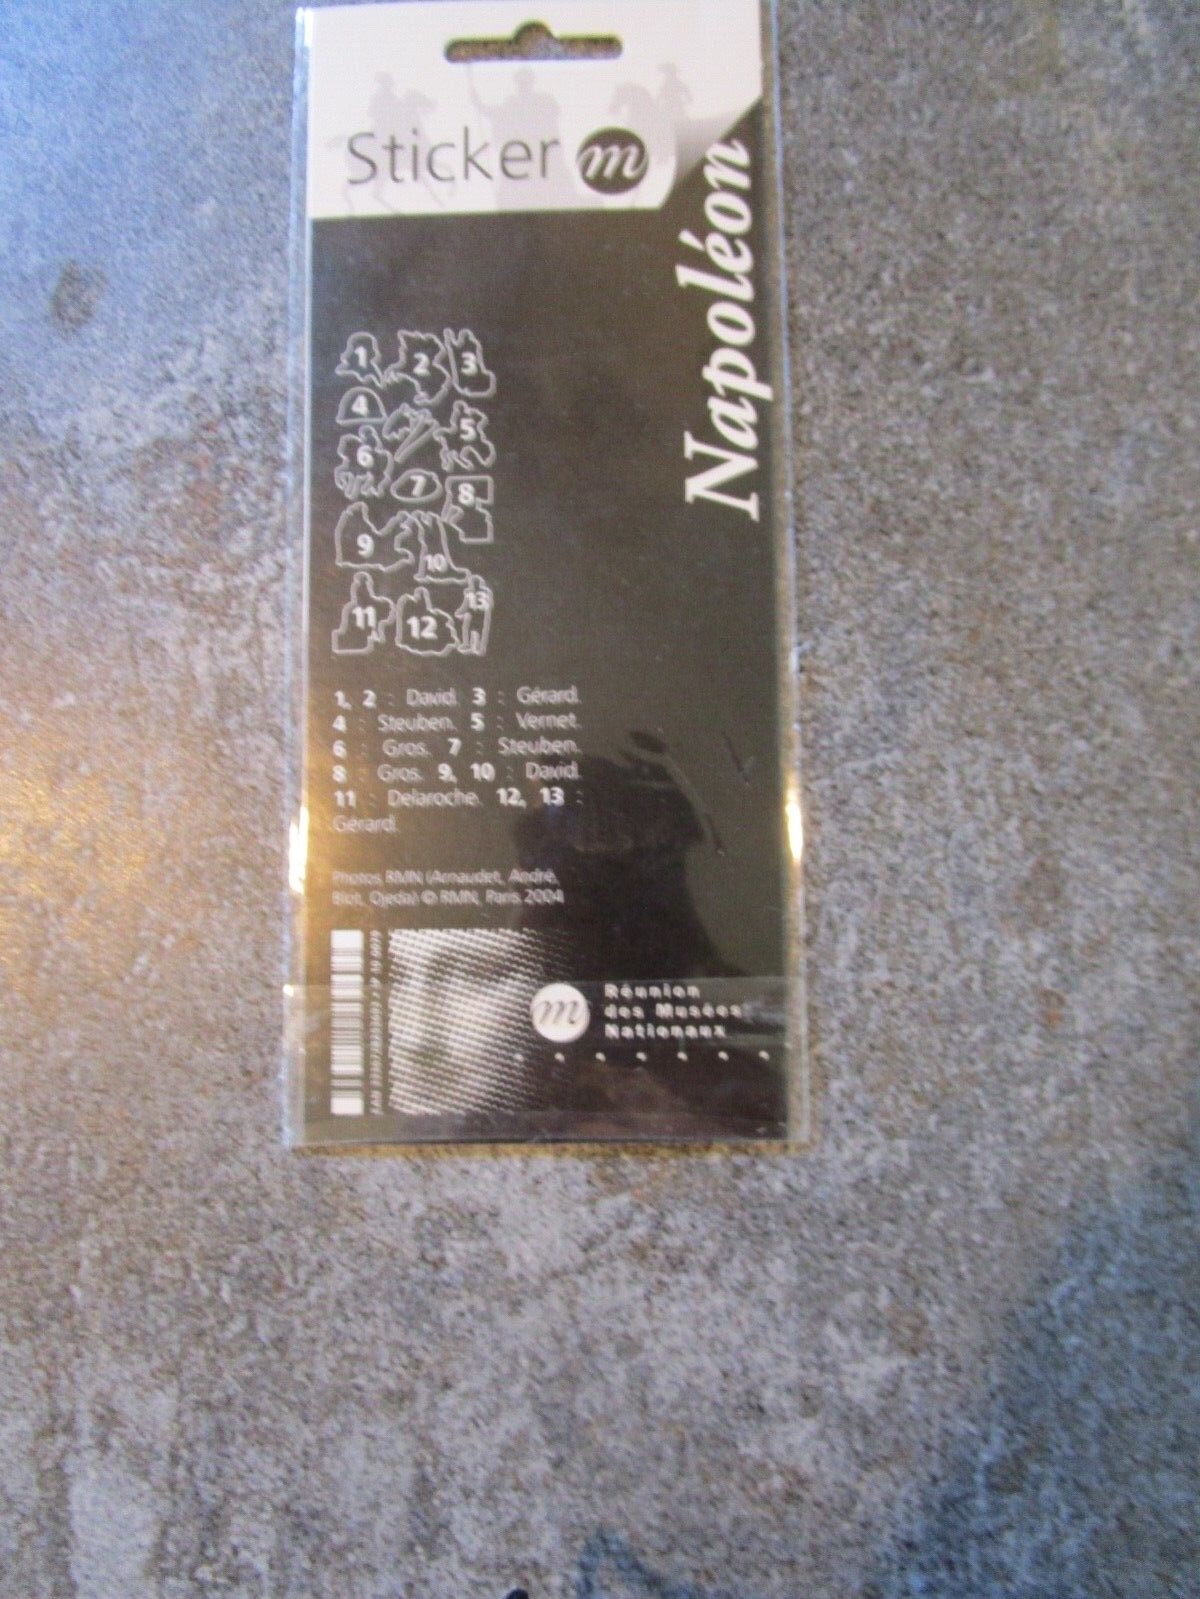 Sticker m
Napoléon
1 2 3
4 5
6
7 8
9 10
11 12 13
1, 2 : David. 3 : Gérard.
4 : Steuben. 5 : Vernet.
6 : Gros. 7 : Steuben.
8 : Gros. 9, 10 : David.
11 : Delaroche. 12, 13 :
Gérard.
Photos RMN (Arnaudet, André,
Blot, Ojeda) © RMN, Paris 2004
m Réunion
des Musées
Nationaux